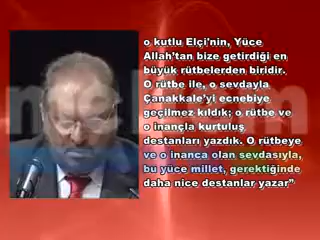 o kutlu Elçi'nin, Yüce
Allah'tan bize getirdiği en
büyük rütbelerden biridir.
O rütbe ile, o sevdayla
Çanakkale'yi ecnebiye
geçilmez kıldık; o rütbe ve
o inançla kurtuluş
destanları yazdık. O rütbeye
ve o inanca olan sevdasıyla,
bu yüce millet, gerektiğinde
daha nice destanlar yazar"